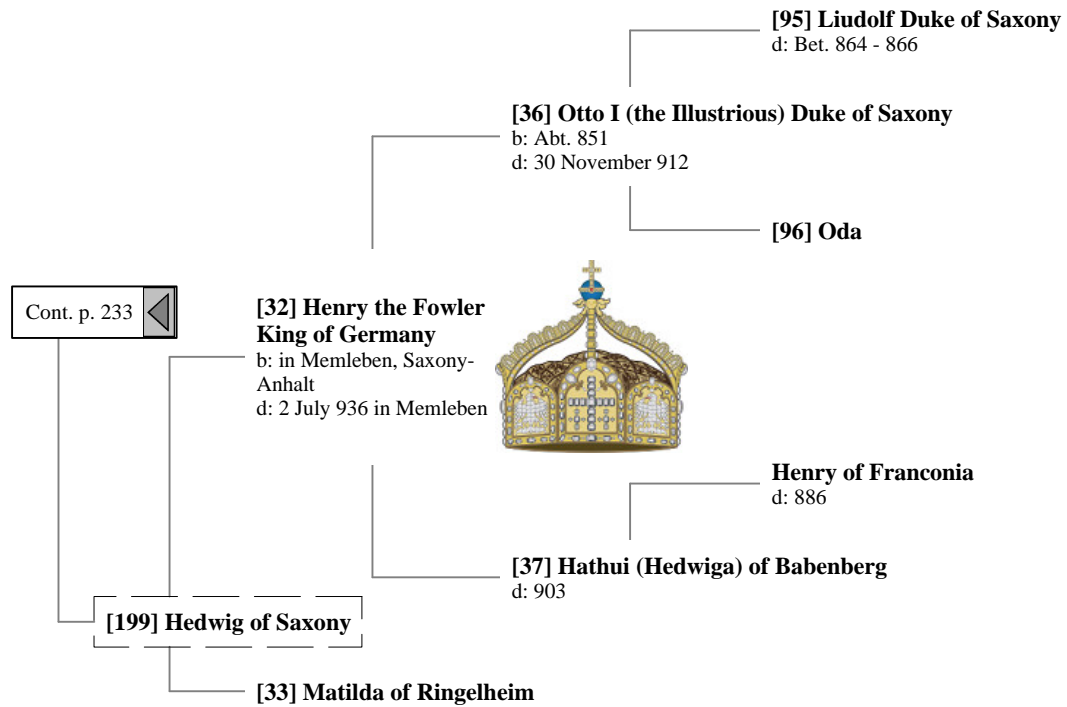 [95] Liudolf Duke of Saxony
d: Bet. 864 - 866
[36] Otto I (the Illustrious) Duke of Saxony
b: Abt. 851
d: 30 November 912
[96] Oda
Cont. p. 233
[32] Henry the Fowler
King of Germany
b: in Memleben, Saxony-
Anhalt
d: 2 July 936 in Memleben
Henry of Franconia
d: 886
[37] Hathui (Hedwiga) of Babenberg
d: 903
[199] Hedwig of Saxony
[33] Matilda of Ringelheim